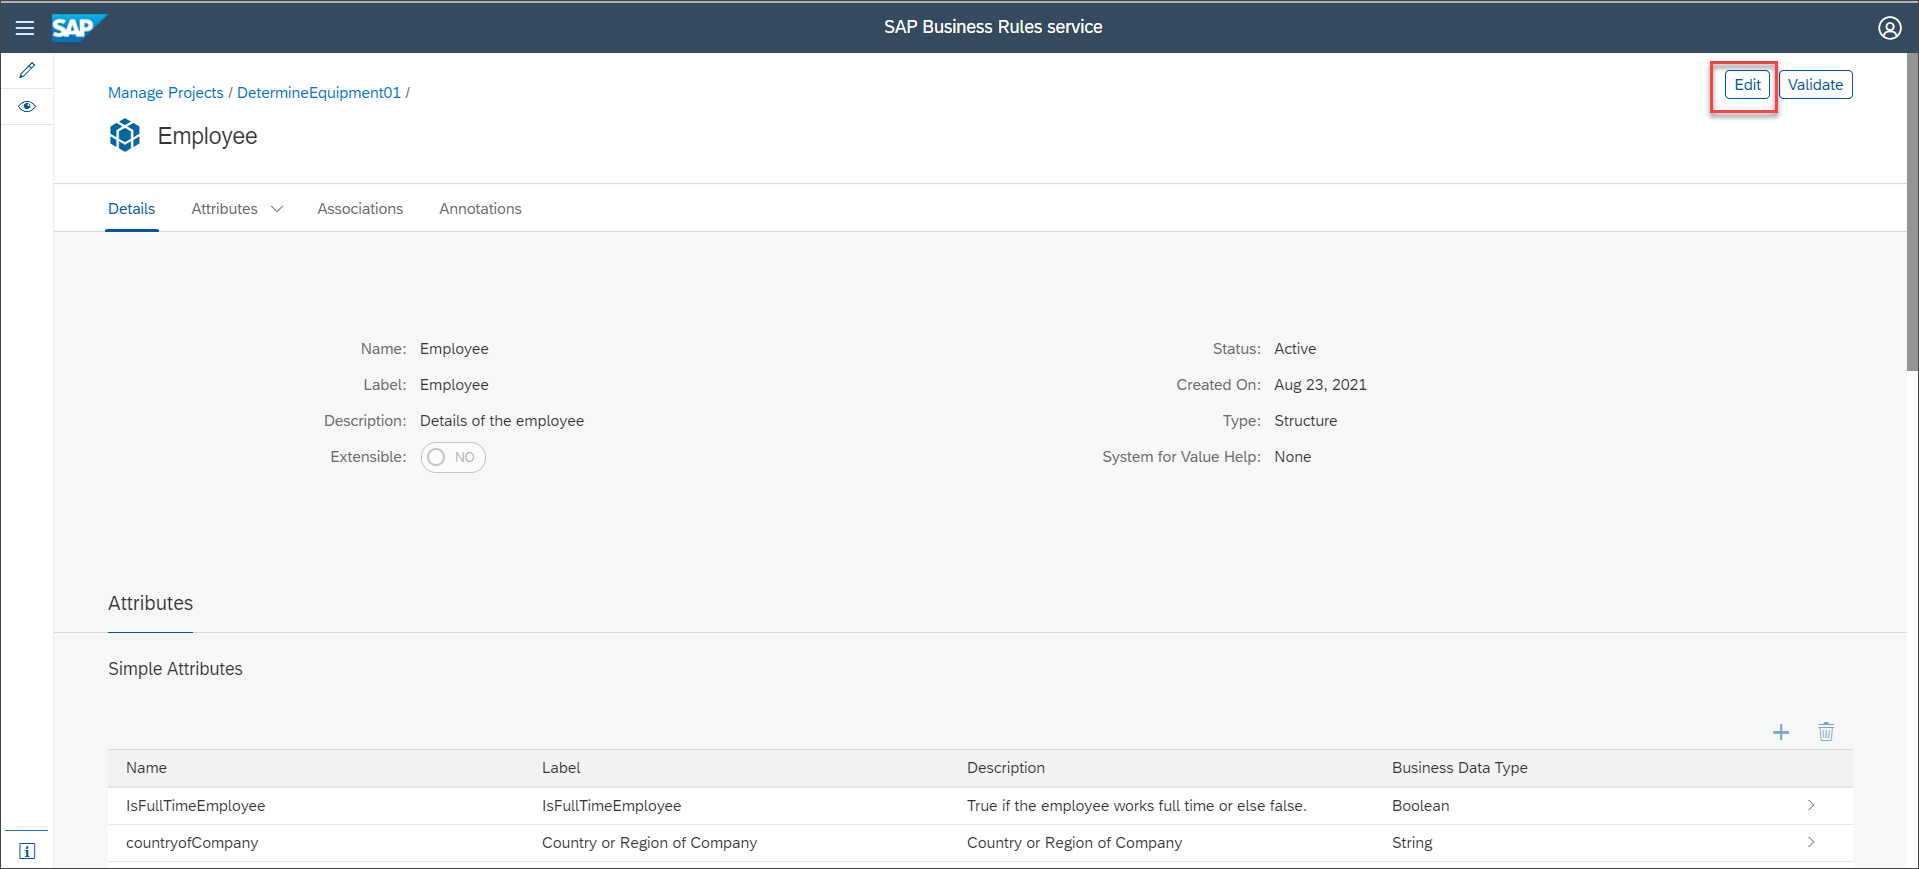 SAP
SAP Business Rules service
Manage Projects / DetermineEquipment01 /
Edit
Validate
Employee
Details
Attributes
Associations
Annotations
Name: Employee
Status: Active
Label: Employee
Created On: Aug 23, 2021
Description: Details of the employee
Type: Structure
Extensible: NO
System for Value Help: None
Attributes
Simple Attributes
Name Label Description Business Data Type
IsFullTimeEmployee IsFullTimeEmployee True if the employee works full time or else false. Boolean
countryofCompany Country or Region of Company Country or Region of Company String